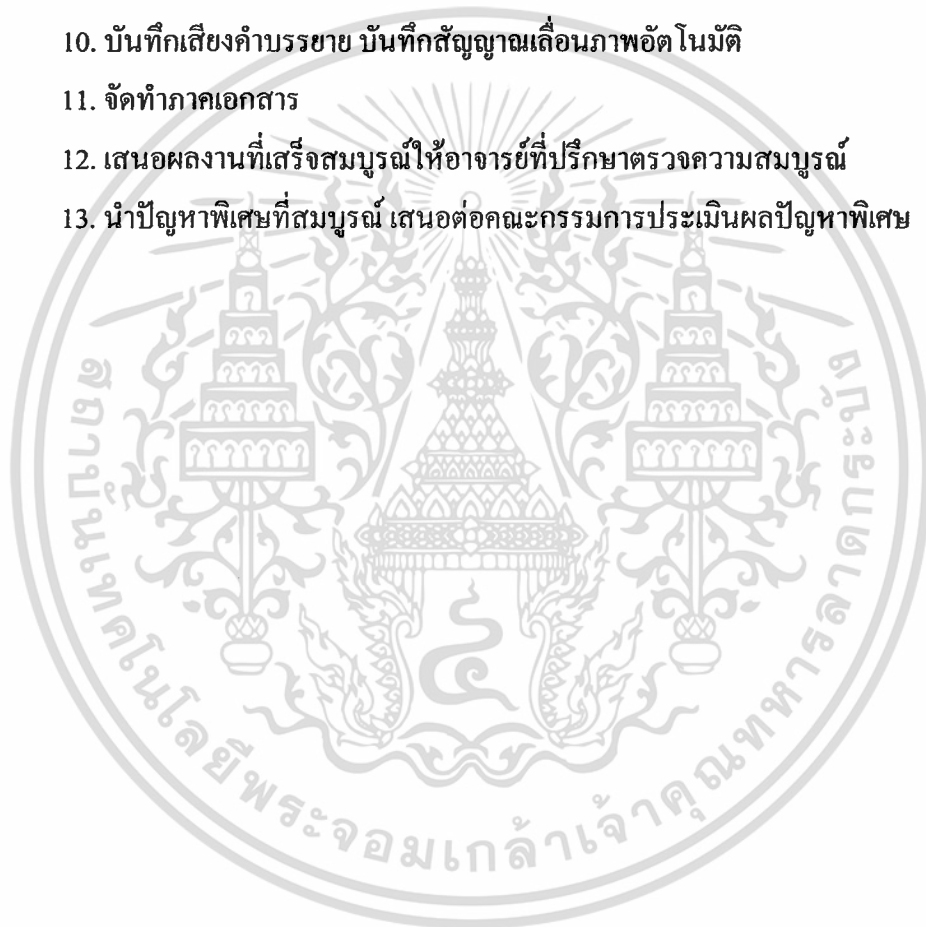 10. บันทึกเสียงคำบรรยาย บันทึกสัญญาณเลื่อนภาพอัตโนมัติ
11. จัดทำภาคเอกสาร
12. เสนอผลงานที่เสร็จสมบูรณ์ให้อาจารย์ที่ปรึกษาตรวจความสมบูรณ์
13. นำปัญหาพิเศษที่สมบูรณ์ เสนอต่อคณะกรรมการประเมินผลปัญหาพิเศษ
สถาบันเทคโนโลยีพระจอมเกล้าเจ้าคุณทหารลาดกระบัง
๔